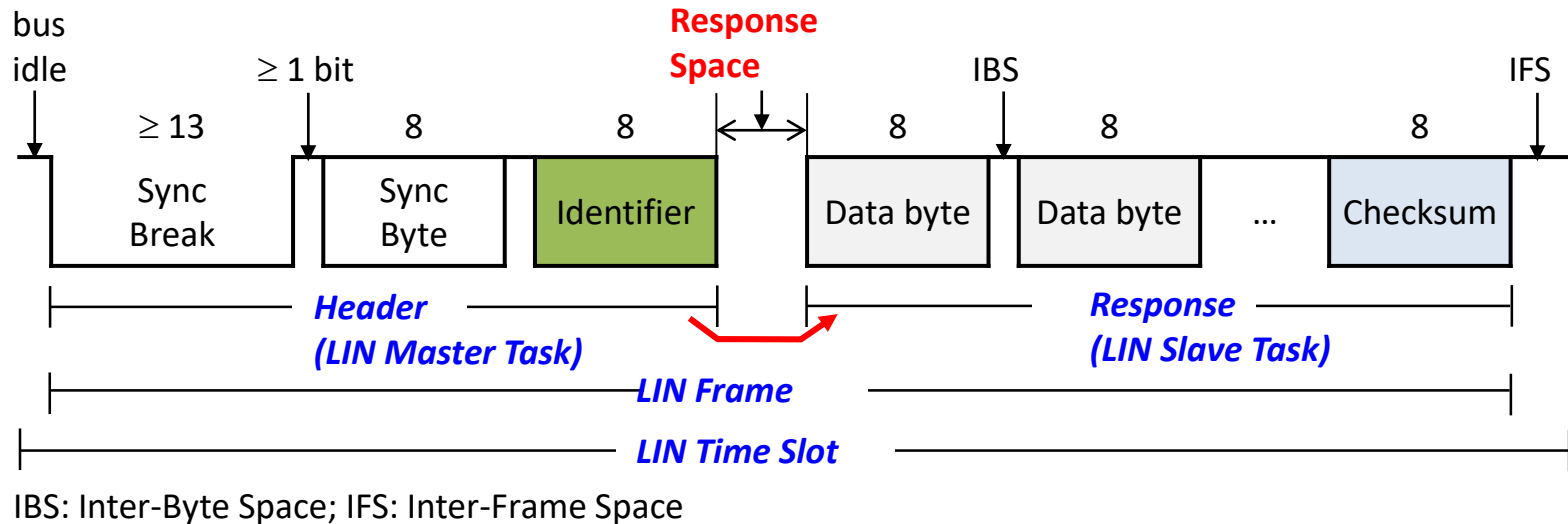 bus
idle
≥ 1 bit
Response
Space
IBS
IFS
≥ 13
8
8
8
8
8
Sync
Break
Sync
Byte
Identifier
Data byte
Data byte
...
Checksum
Header
(LIN Master Task)
Response
(LIN Slave Task)
LIN Frame
LIN Time Slot
IBS: Inter-Byte Space; IFS: Inter-Frame Space